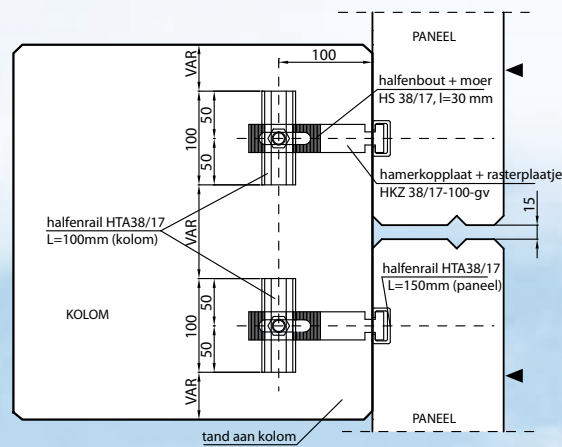 PANEEL
100
VAR
halfenbout + moer
HS 38/17, l=30 mm
50
100
50
hamerkopplaat + rasterplaatje
HKZ 38/17-100-gv
15
halfenrail HTA38/17
L=100mm (kolom)
VAR
halfenrail HTA38/17
L=150mm (paneel)
KOLOM
50
100
50
VAR
PANEEL
tand aan kolom